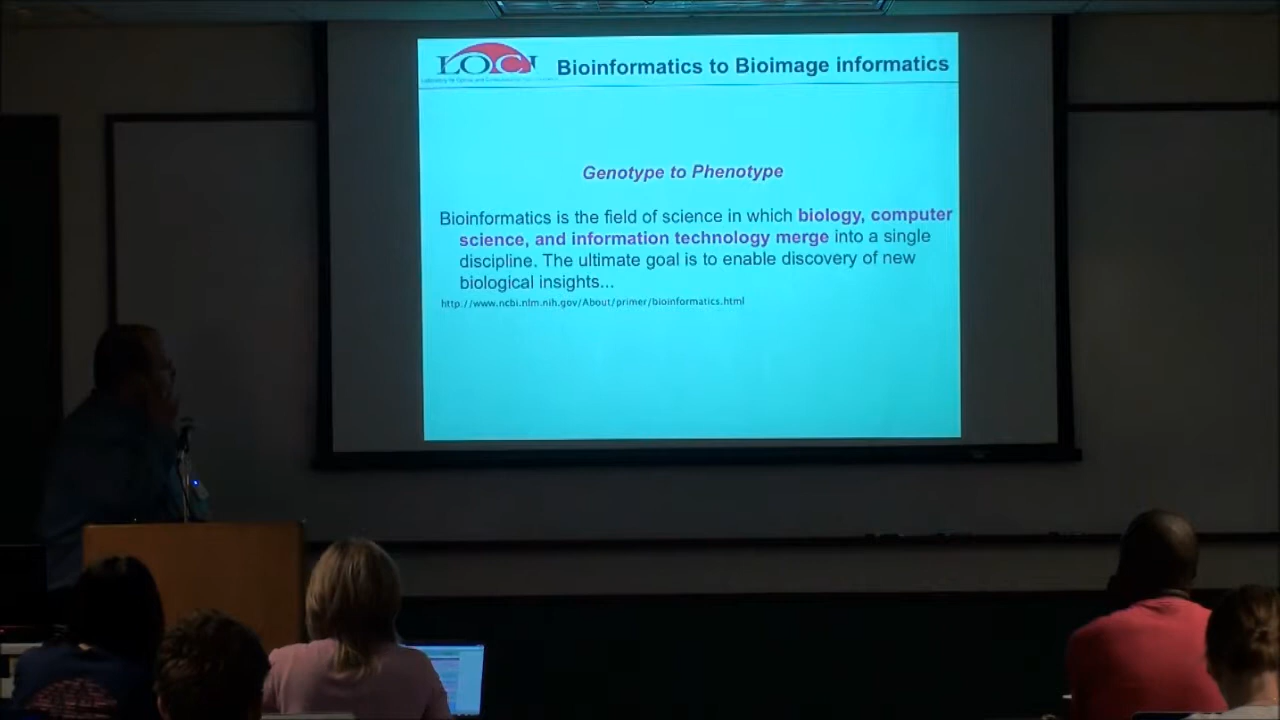 LOCI
Bioinformatics to Bioimage informatics
Genotype to Phenotype
Bioinformatics is the field of science in which biology, computer
science, and information technology merge into a single
discipline. The ultimate goal is to enable discovery of new
biological insights...
http://www.ncbi.nlm.nih.gov/About/primer/bioinformatics.html